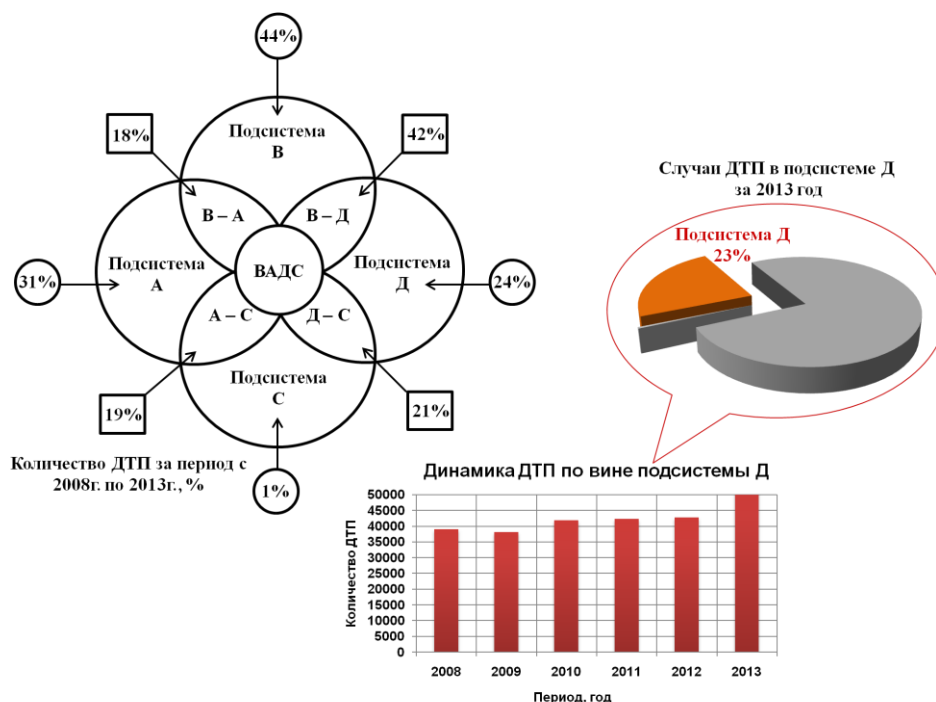 44%
Подсистема
В
18%
42%
В – А
В – Д
ВАДС
31%
Подсистема
А
Подсистема
Д
24%
А – С
Д – С
Подсистема
С
19%
21%
1%
Количество ДТП за период с
2008г. по 2013г., %
Случаи ДТП в подсистеме Д
за 2013 год
Подсистема Д
23%
Динамика ДТП по вине подсистемы Д
Количество ДТП
50000
45000
40000
35000
30000
25000
20000
15000
10000
5000
0
2008 2009 2010 2011 2012 2013
Период, год